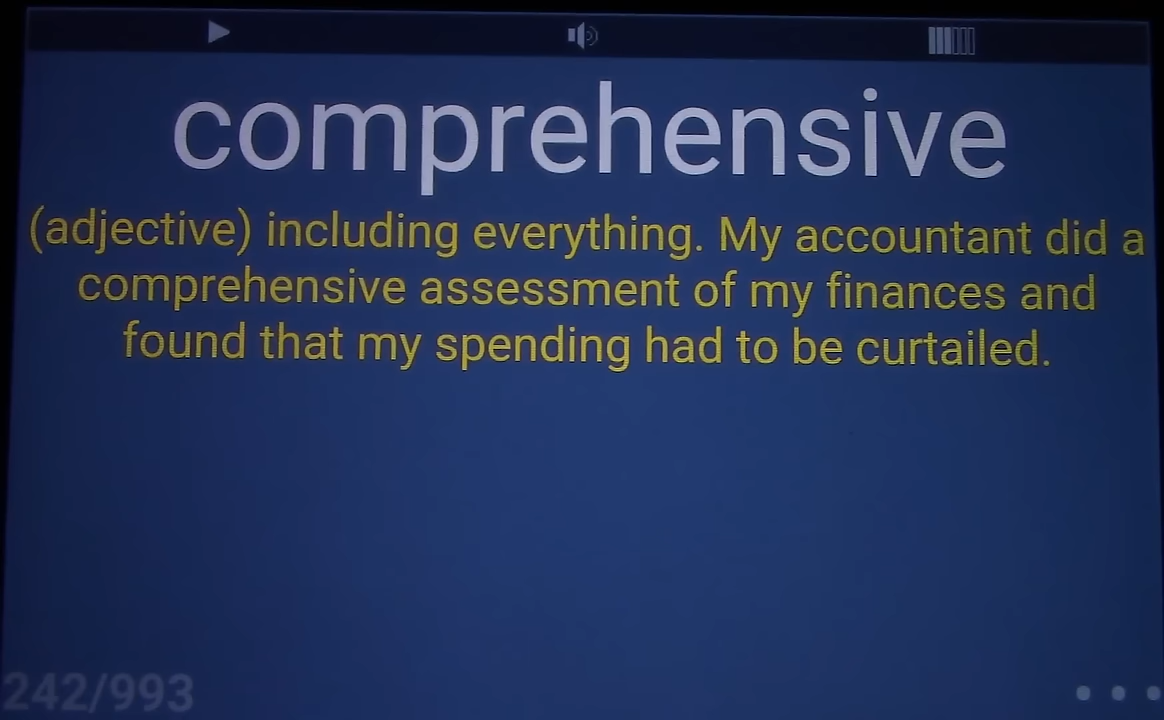 comprehensive
(adjective) including everything. My accountant did a
comprehensive assessment of my finances and
found that my spending had to be curtailed.
242/993